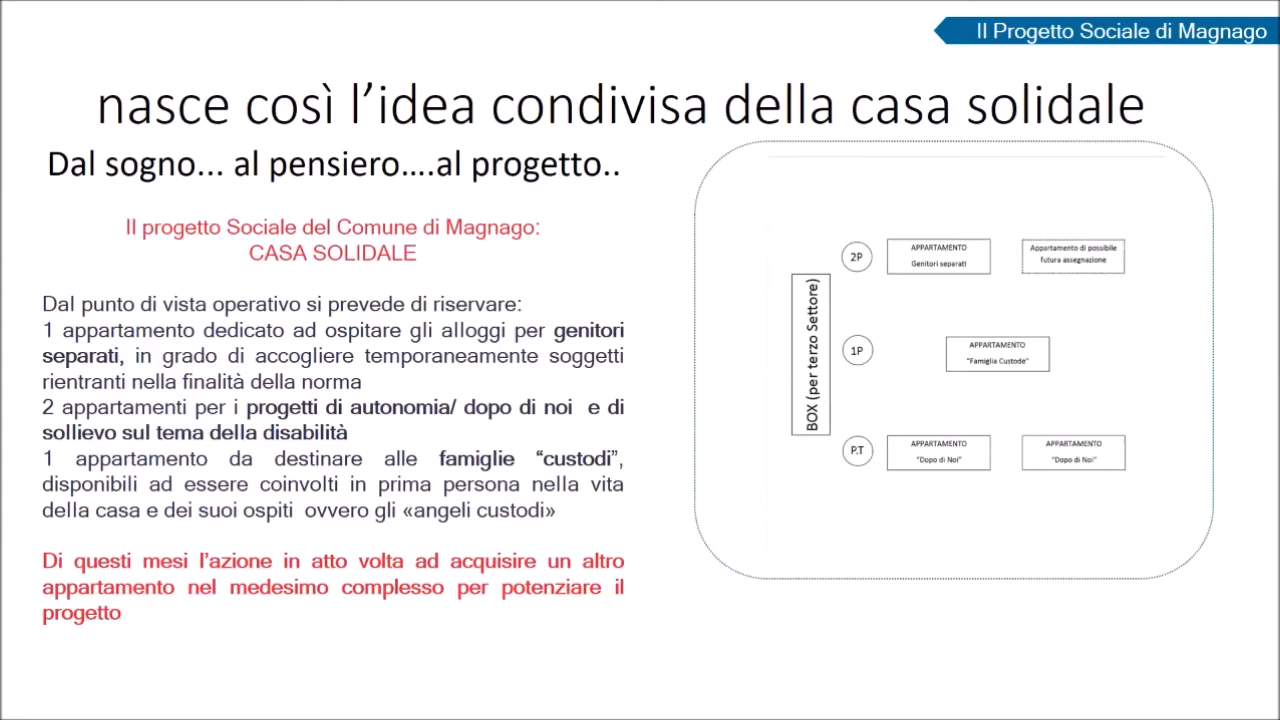 Il Progetto Sociale di Magnago
nasce così l’idea condivisa della casa solidale
Dal sogno... al pensiero….al progetto..
Il progetto Sociale del Comune di Magnago:
CASA SOLIDALE
Dal punto di vista operativo si prevede di riservare:
1 appartamento dedicato ad ospitare gli alloggi per genitori
separati, in grado di accogliere temporaneamente soggetti
rientranti nella finalità della norma
2 appartamenti per i progetti di autonomia/ dopo di noi e di
sollievo sul tema della disabilità
1 appartamento da destinare alle famiglie “custodi”,
disponibili ad essere coinvolti in prima persona nella vita
della casa e dei suoi ospiti ovvero gli «angeli custodi»
Di questi mesi l’azione in atto volta ad acquisire un altro
appartamento nel medesimo complesso per potenziare il
progetto
BOX (per terzo Settore)
2P
APPARTAMENTO
Genitori separati
Appartamento di possibile
futura assegnazione
1P
APPARTAMENTO
“Famiglia Custode”
P.T
APPARTAMENTO
“Dopo di Noi”
APPARTAMENTO
“Dopo di Noi”